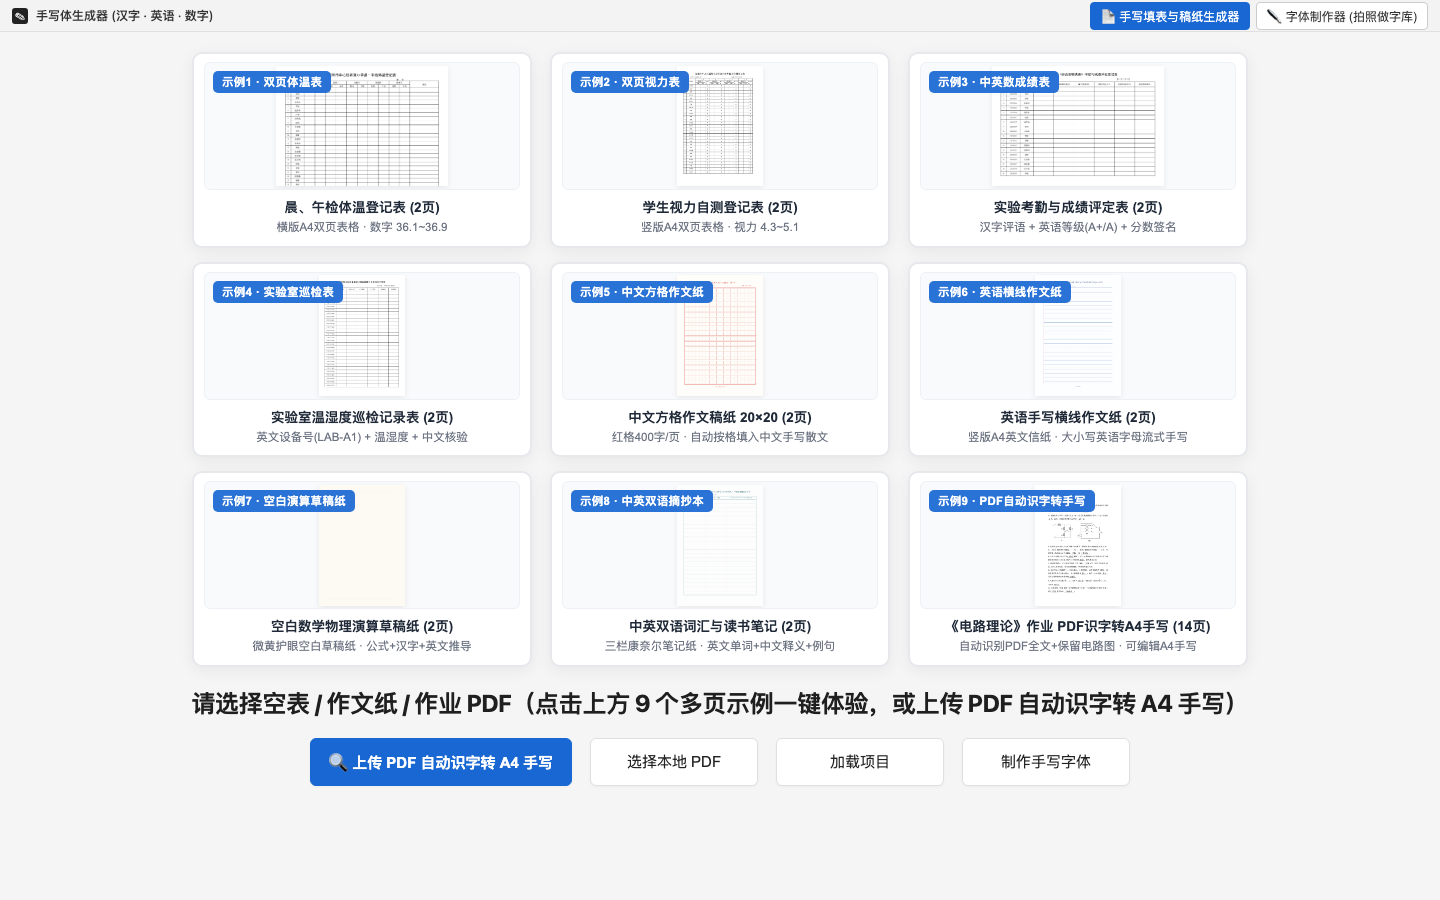 手写体生成器 (汉字 · 英语 · 数字)
手写填表与稿纸生成器
字体制作器 (拍照做字库)
示例1 · 双页体温表
晨、午检体温登记表 (2页)
横版A4双页表格 · 数字 36.1~36.9
示例2 · 双页视力表
学生视力自测登记表 (2页)
竖版A4双页表格 · 视力 4.3~5.1
示例3 · 中英数成绩表
实验考勤与成绩评定表 (2页)
汉字评语 + 英语等级(A+/A) + 分数签名
示例4 · 实验室巡检表
实验室温湿度巡检记录表 (2页)
英文设备号(LAB-A1) + 温湿度 + 中文核验
示例5 · 中文方格作文纸
中文方格作文稿纸 20×20 (2页)
红格400字/页 · 自动按格填入中文手写散文
示例6 · 英语横线作文纸
英语手写横线作文纸 (2页)
竖版A4英文信纸 · 大小写英语字母流式手写
示例7 · 空白演算草稿纸
空白数学物理演算草稿纸 (2页)
微黄护眼空白草稿纸 · 公式+汉字+英文推导
示例8 · 中英双语摘抄本
中英双语词汇与读书笔记 (2页)
三栏康奈尔笔记纸 · 英文单词+中文释义+例句
示例9 · PDF自动识字转手写
《电路理论》作业 PDF识字转A4手写 (14页)
自动识别PDF全文+保留电路图 · 可编辑A4手写
请选择空表 / 作文纸 / 作业 PDF（点击上方 9 个多页示例一键体验，或上传 PDF 自动识字转 A4 手写）
上传 PDF 自动识字转 A4 手写
选择本地 PDF
加载项目
制作手写字体